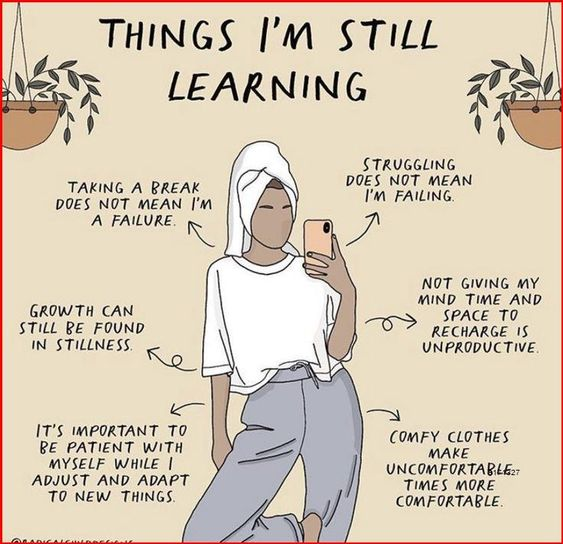 THINGS I'M STILL
LEARNING
TAKING A BREAK
DOES NOT MEAN I'M
A FAILURE.
STRUGGLING
DOES NOT MEAN
I'M FAILING.
GROWTH CAN
STILL BE FOUND
IN STILLNESS.
NOT GIVING MY
MIND TIME AND
SPACE TO
RECHARGE IS
UNPRODUCTIVE.
IT'S IMPORTANT TO
BE PATIENT WITH
MYSELF WHILE I
ADJUST AND ADAPT
TO NEW THINGS.
COMFY CLOTHES
MAKE
UNCOMFORTABLE
TIMES MORE
COMFORTABLE.